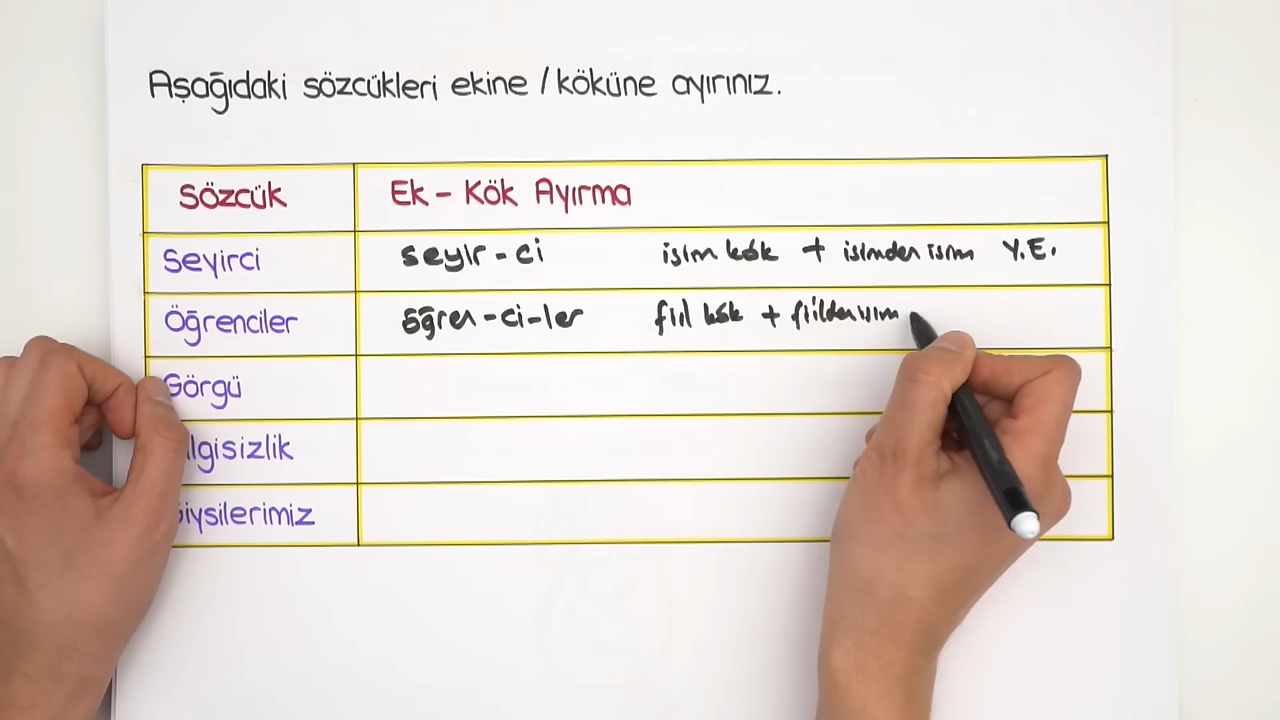 Aşağıdaki sözcükleri ekine / köküne ayırınız.
Sözcük Ek - Kök Ayırma
Seyirci seyir - ci isim kök + isimden isim Y.E.
Öğrenciler öğren - ci - ler fiil kök + fiilden isim
Görgü
lgisizlik
iysilerimiz